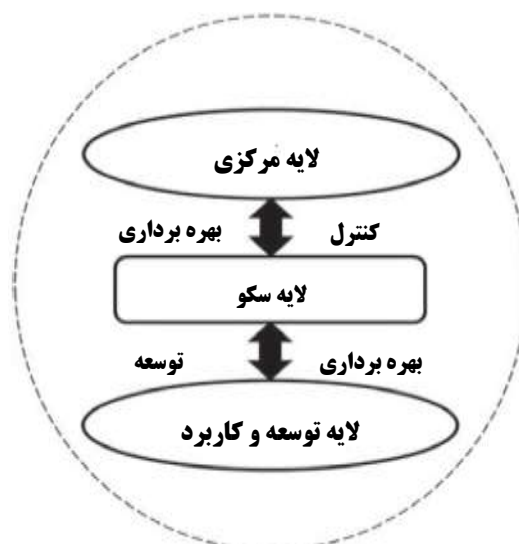 لایه مرکزی
کنترل بهره برداری
لایه سکو
بهره برداری توسعه
لایه توسعه و کاربرد